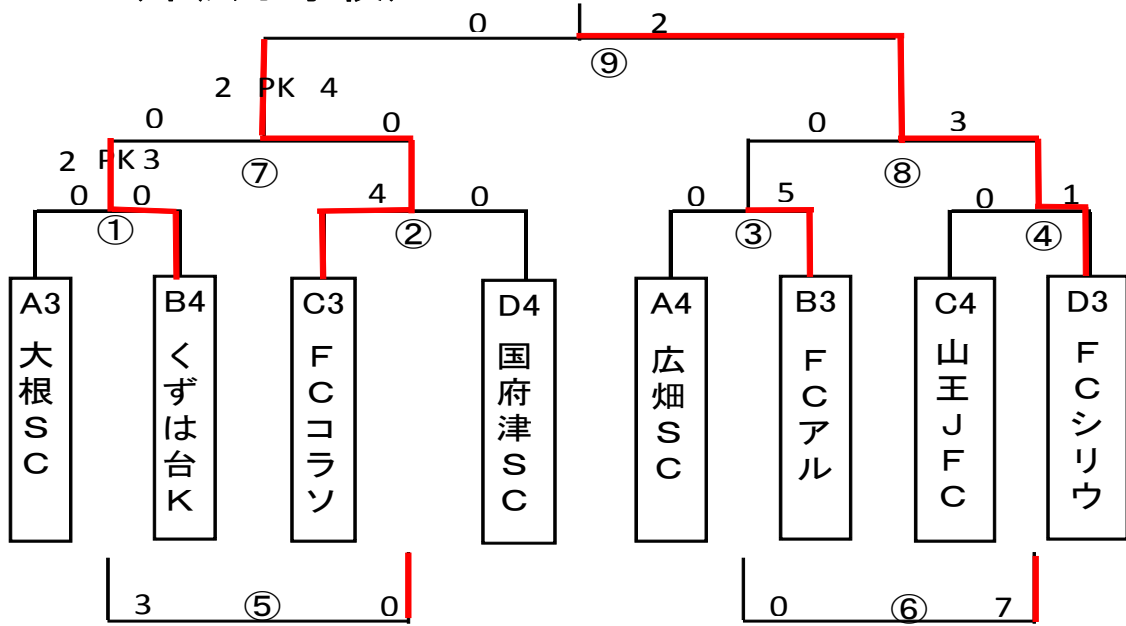 0 2
⑨
2 PK 4
0 0 0 3
2 PK 3 ⑦ ⑧
0 0 4 0 0 5 0 1
① ② ③ ④
A3 B4 C3 D4 A4 B3 C4 D3
大根SC
くずは台K
FCコラソ
国府津SC
広畑SC
FCアル
山王JFC
FCシリウ
3 ⑤ 0 0 ⑥ 7